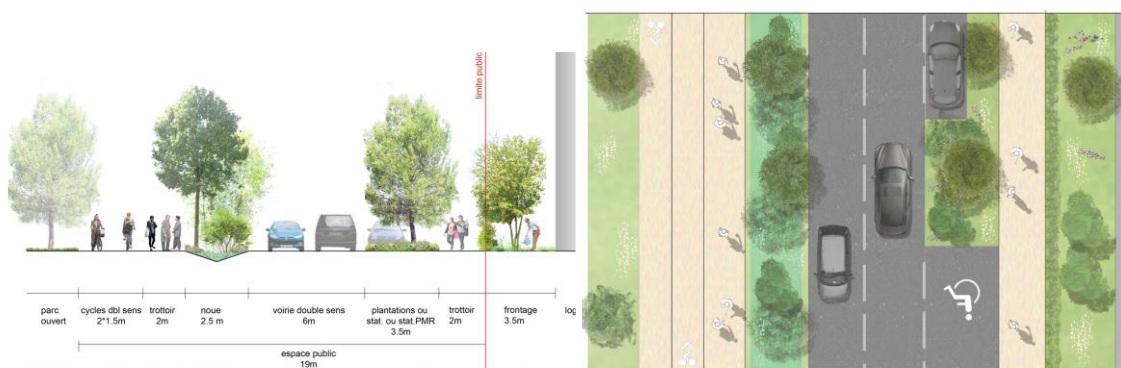 limite public
parc
ouvert
cycles dbl sens
2*1.5m
trottoir
2m
noue
2.5 m
voirie double sens
6m
plantations ou
stat. ou stat.PMR
3.5m
trottoir
2m
frontage
3.5m
log
espace public
19m